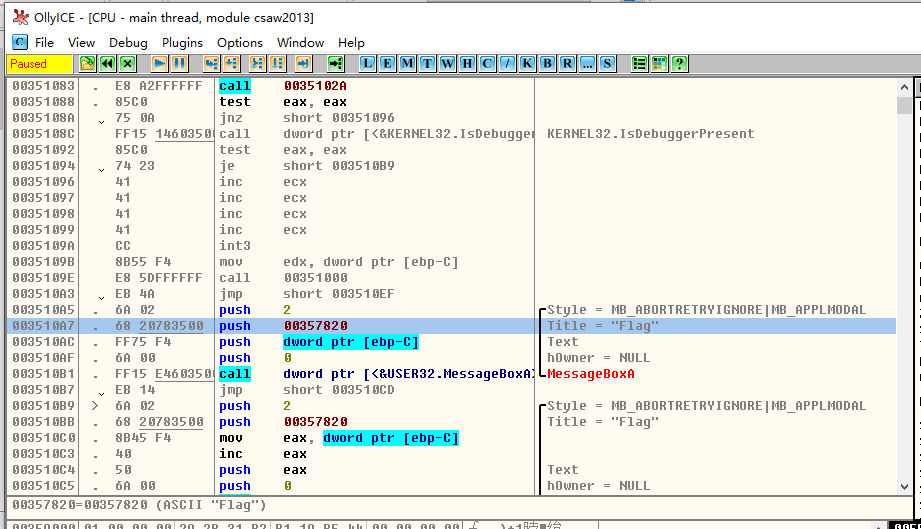 OllyICE - [CPU - main thread, module csaw2013]
C File View Debug Plugins Options Window Help
Paused L E M T W H C / K B R ... S ?
00351083 . E8 A2FFFFFF call 0035102A
00351088 . 85C0 test eax, eax
0035108A . 75 0A jnz short 00351096
0035108C . FF15 14603500 call dword ptr [<&KERNEL32.IsDebugger KERNEL32.IsDebuggerPresent
00351092 . 85C0 test eax, eax
00351094 . 74 23 je short 003510B9
00351096 41 inc ecx
00351097 41 inc ecx
00351098 41 inc ecx
00351099 41 inc ecx
0035109A CC int3
0035109B 8B55 F4 mov edx, dword ptr [ebp-C]
0035109E E8 5DFFFFFF call 00351000
003510A3 EB 4A jmp short 003510EF
003510A5 . 6A 02 push 2 Style = MB_ABORTRETRYIGNORE|MB_APPLMODAL
003510A7 . 68 20783500 push 00357820 Title = "Flag"
003510AC . FF75 F4 push dword ptr [ebp-C] Text
003510AF . 6A 00 push 0 hOwner = NULL
003510B1 . FF15 E4603500 call dword ptr [<&USER32.MessageBoxA> MessageBoxA
003510B7 . EB 14 jmp short 003510CD
003510B9 > 6A 02 push 2 Style = MB_ABORTRETRYIGNORE|MB_APPLMODAL
003510BB . 68 20783500 push 00357820 Title = "Flag"
003510C0 . 8B45 F4 mov eax, dword ptr [ebp-C]
003510C3 . 40 inc eax
003510C4 . 50 push eax Text
003510C5 . 6A 00 push 0 hOwner = NULL
00357820=00357820 (ASCII "Flag")